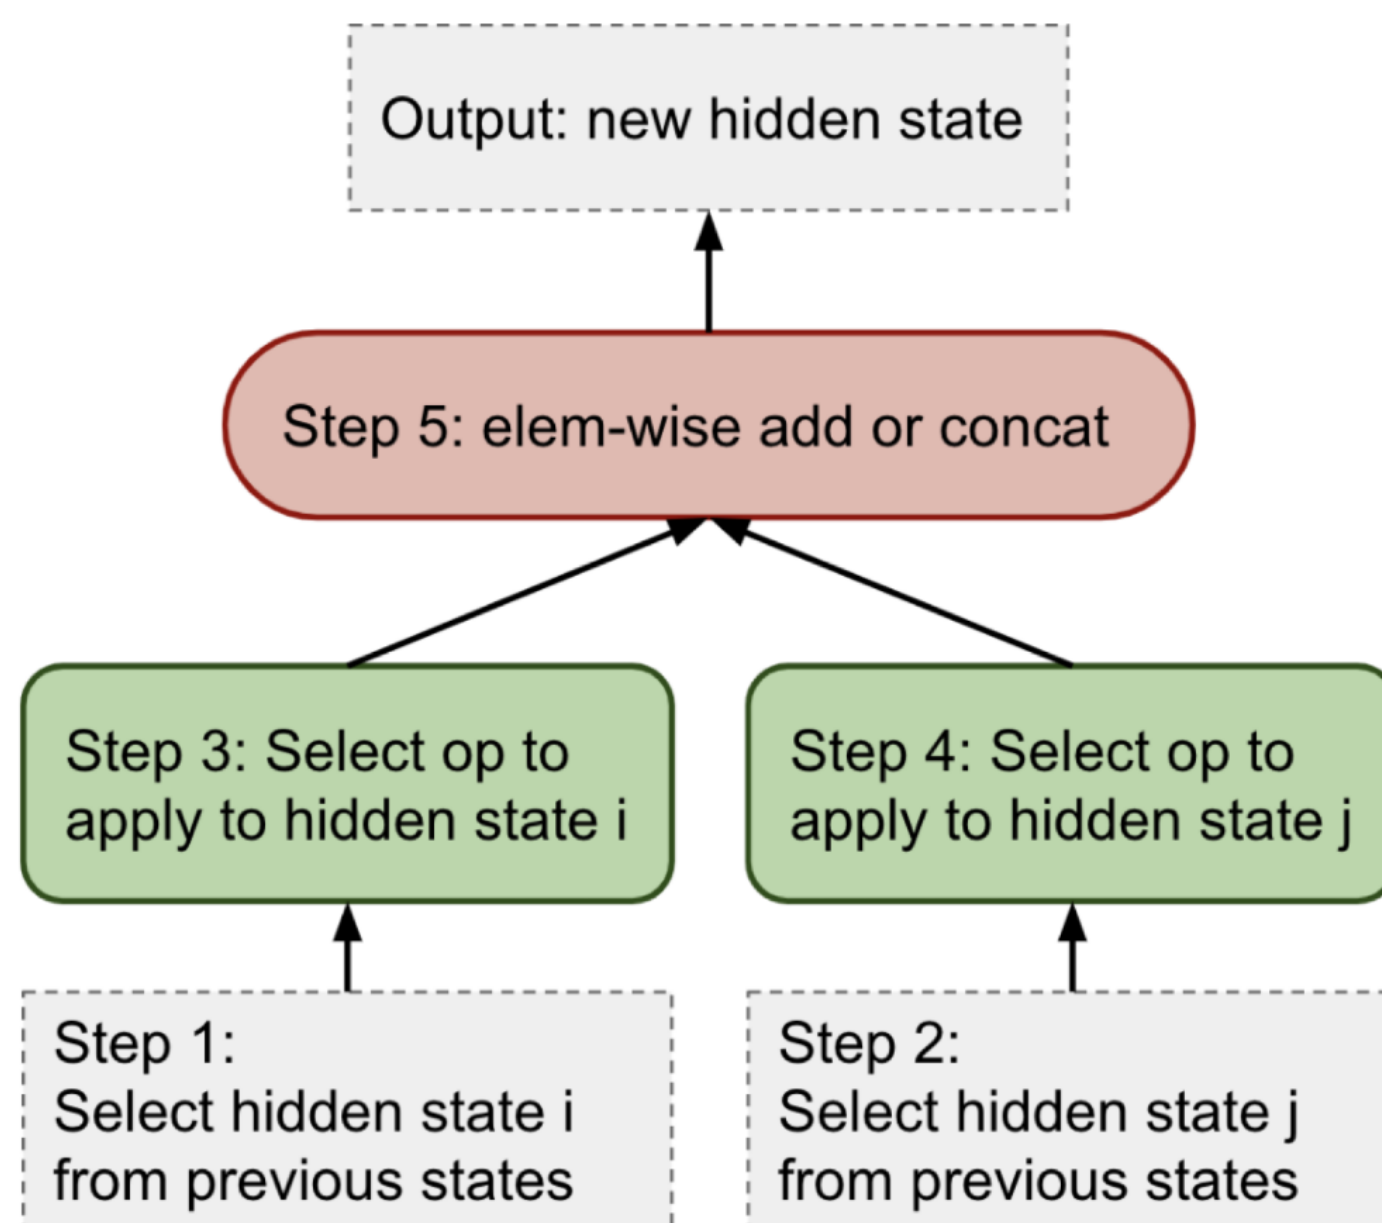 Output: new hidden state
Step 5: elem-wise add or concat
Step 3: Select op to
apply to hidden state i
Step 4: Select op to
apply to hidden state j
Step 1:
Select hidden state i
from previous states
Step 2:
Select hidden state j
from previous states